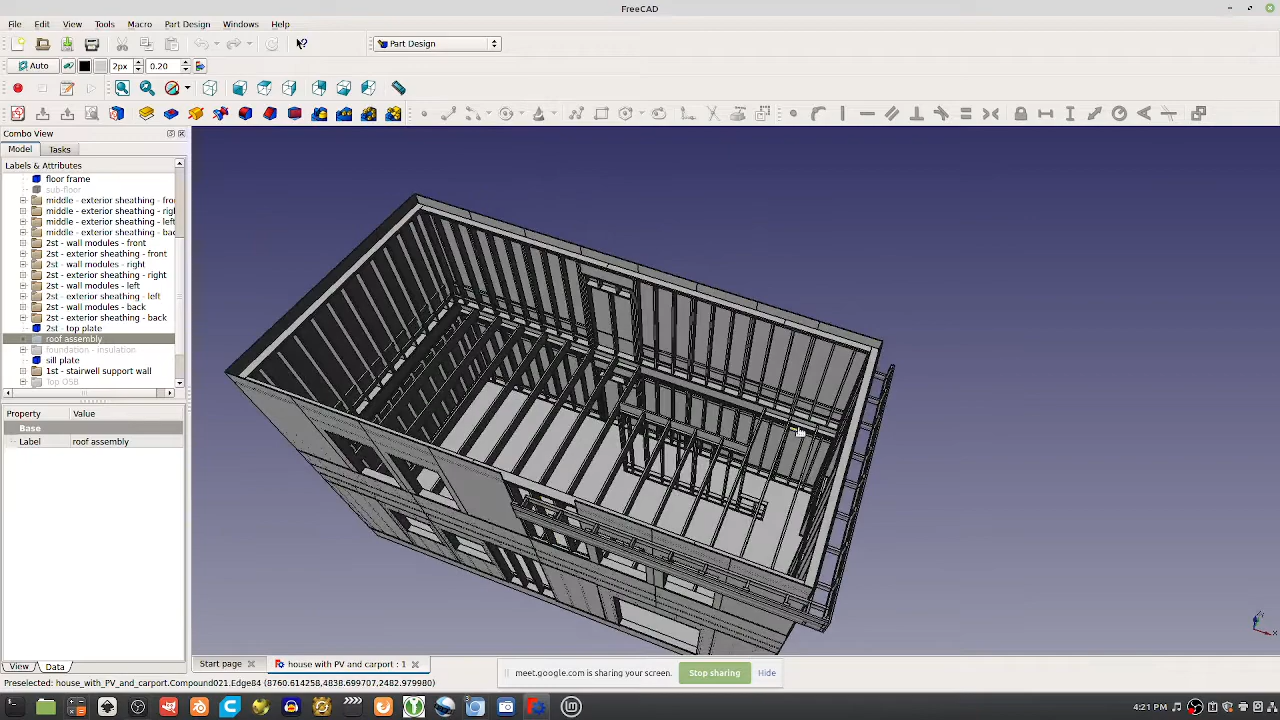 FreeCAD
File Edit View Tools Macro Part Design Windows Help
Part Design
Auto 2px 0.20
Combo View
Model Tasks
Labels & Attributes
floor frame
sub-floor
middle - exterior sheathing - fro
middle - exterior sheathing - rig
middle - exterior sheathing - left
middle - exterior sheathing - bac
2st - wall modules - front
2st - exterior sheathing - front
2st - wall modules - right
2st - exterior sheathing - right
2st - wall modules - left
2st - exterior sheathing - left
2st - wall modules - back
2st - exterior sheathing - back
2st - top plate
roof assembly
foundation - insulation
sill plate
1st - stairwell support wall
Top OSB
Property Value
Base
Label roof assembly
View Data
Start page house with PV and carport : 1
meet.google.com is sharing your screen. Stop sharing Hide
Preselected: house_with_PV_and_carport.Compound021.Edge84 (8760.614258,4838.699707,2482.979980)
4:21 PM